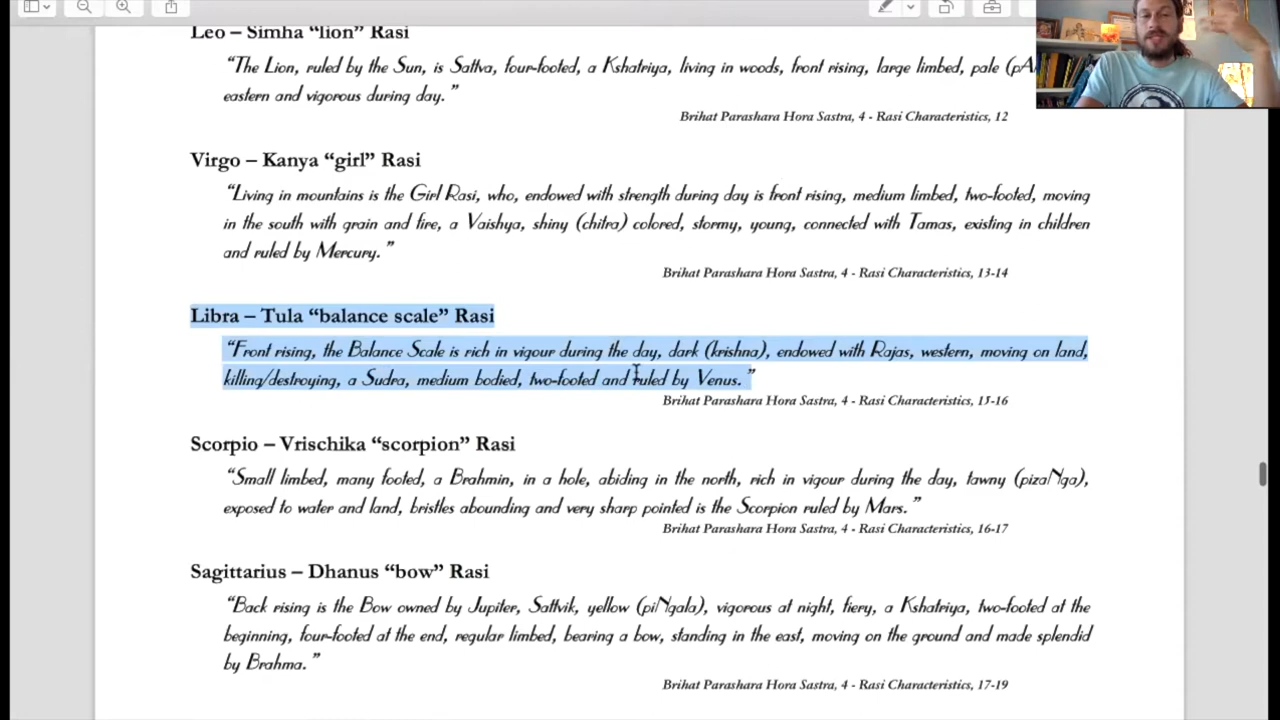 Leo – Simha “lion” Rasi
“The Lion, ruled by the Sun, is Sattva, four-footed, a Kshatriya, living in woods, front rising, large limbed, pale
eastern and vigorous during day.”
Brihat Parashara Hora Sastra, 4 - Rasi Characteristics, 12
Virgo – Kanya “girl” Rasi
“Living in mountains is the Girl Rasi, who, endowed with strength during day is front rising, medium limbed, two-footed, moving
in the south with grain and fire, a Vaishya, shiny (chitra) colored, stormy, young, connected with Tamas, existing in children
and ruled by Mercury.”
Brihat Parashara Hora Sastra, 4 - Rasi Characteristics, 13-14
Libra – Tula “balance scale” Rasi
“Front rising, the Balance Scale is rich in vigour during the day, dark (krishna), endowed with Rajas, western, moving on land,
killing/destroying, a Sudra, medium bodied, two-footed and ruled by Venus.”
Brihat Parashara Hora Sastra, 4 - Rasi Characteristics, 15-16
Scorpio – Vrischika “scorpion” Rasi
“Small limbed, many footed, a Brahmin, in a hole, abiding in the north, rich in vigour during the day, tawny (pizaNga),
exposed to water and land, bristles abounding and very sharp pointed is the Scorpion ruled by Mars.”
Brihat Parashara Hora Sastra, 4 - Rasi Characteristics, 16-17
Sagittarius – Dhanus “bow” Rasi
“Back rising is the Bow owned by Jupiter, Sattvik, yellow (piNgala), vigorous at night, fiery, a Kshatriya, two-footed at the
beginning, four-footed at the end, regular limbed, bearing a bow, standing in the east, moving on the ground and made splendid
by Brahma.”
Brihat Parashara Hora Sastra, 4 - Rasi Characteristics, 17-19